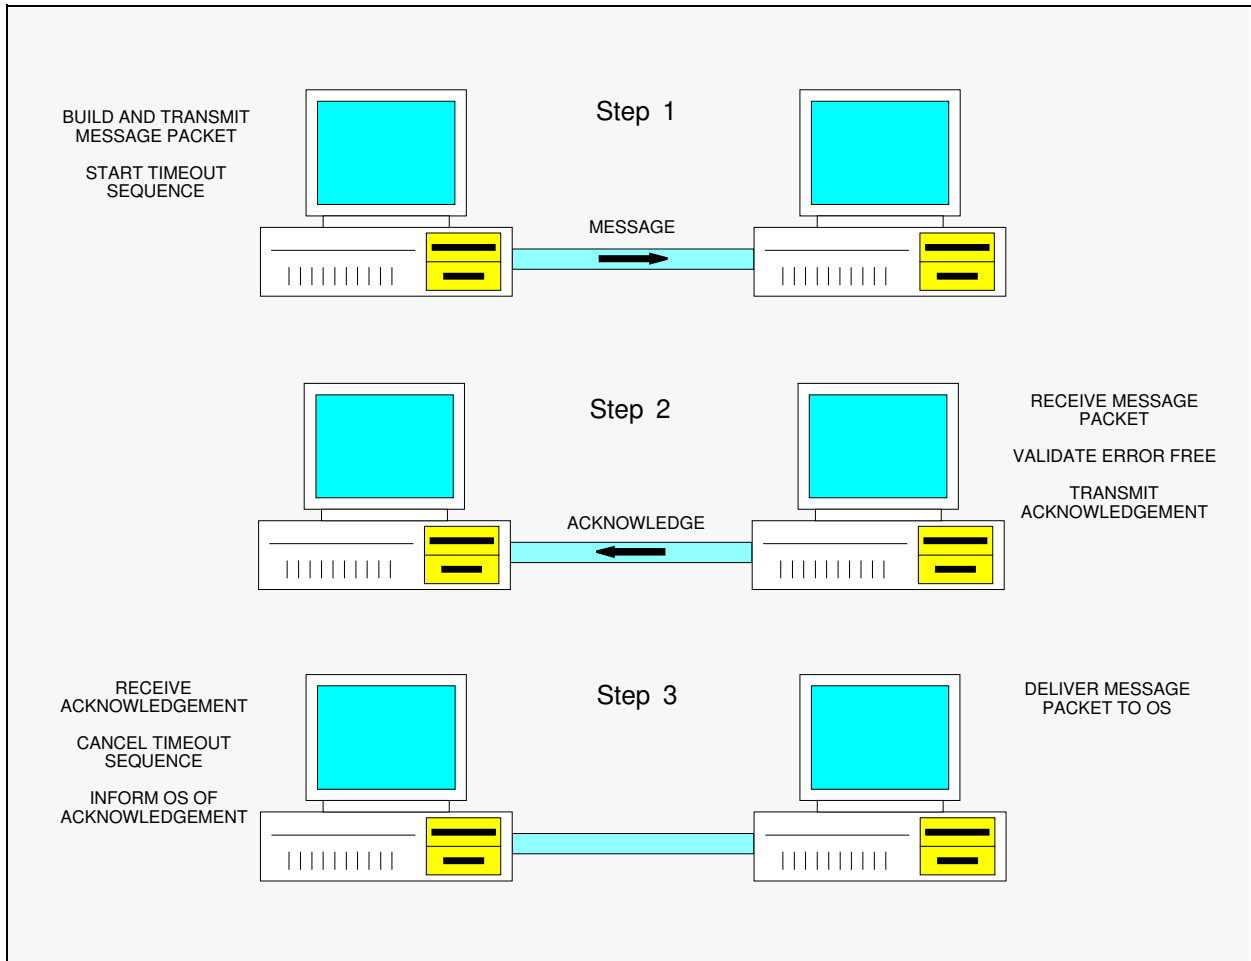 BUILD AND TRANSMIT
MESSAGE PACKET
START TIMEOUT
SEQUENCE
Step 1
MESSAGE
Step 2
ACKNOWLEDGE
RECEIVE MESSAGE
PACKET
VALIDATE ERROR FREE
TRANSMIT
ACKNOWLEDGEMENT
RECEIVE
ACKNOWLEDGEMENT
CANCEL TIMEOUT
SEQUENCE
INFORM OS OF
ACKNOWLEDGEMENT
Step 3
DELIVER MESSAGE
PACKET TO OS